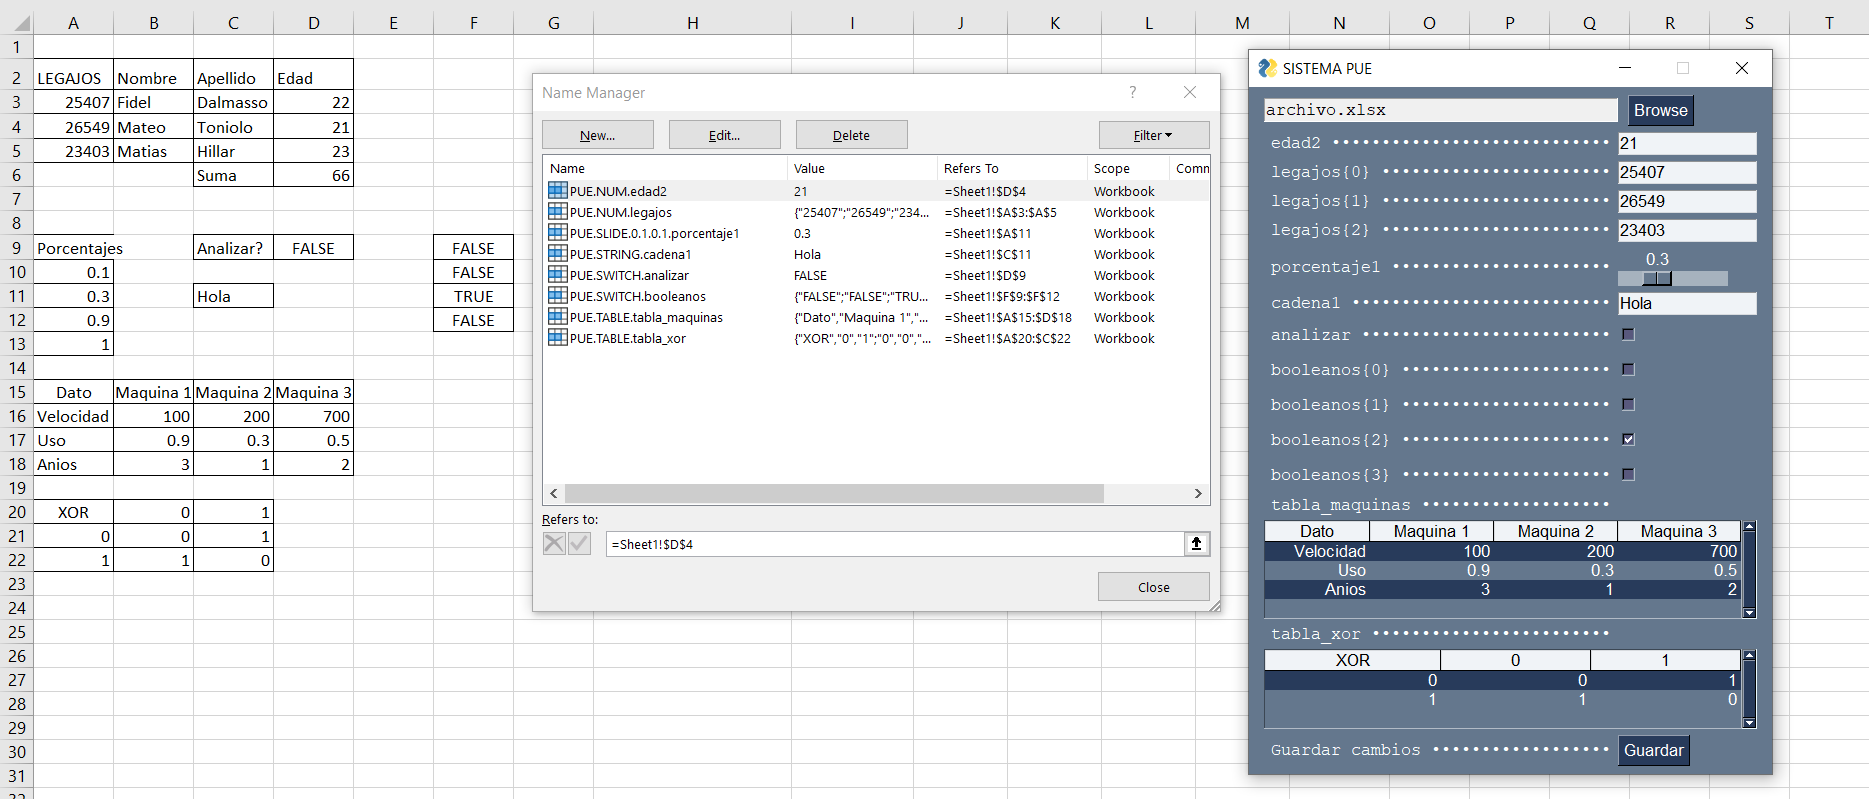 A B C D E F G H I J K L M N O P Q R S T
1
2 LEGAJOS Nombre Apellido Edad
3 25407 Fidel Dalmasso 22
4 26549 Mateo Toniolo 21
5 23403 Matias Hillar 23
6 Suma 66
7
8
9 Porcentajes Analizar? FALSE FALSE
10 0.1 FALSE
11 0.3 Hola TRUE
12 0.9 FALSE
13 1
14
15 Dato Maquina 1 Maquina 2 Maquina 3
16 Velocidad 100 200 700
17 Uso 0.9 0.3 0.5
18 Anios 3 1 2
19
20 XOR 0 1
21 0 0 1
22 1 1 0
23
24
25
26
27
28
29
30
31
32
Name Manager ?
New... Edit... Delete Filter
Name Value Refers To Scope Comm
PUE.NUM.edad2 21 =Sheet1!$D$4 Workbook
PUE.NUM.legajos {"25407";"26549";"234... =Sheet1!$A$3:$A$5 Workbook
PUE.SLIDE.0.1.0.1.porcentaje1 0.3 =Sheet1!$A$11 Workbook
PUE.STRING.cadena1 Hola =Sheet1!$C$11 Workbook
PUE.SWITCH.analizar FALSE =Sheet1!$D$9 Workbook
PUE.SWITCH.booleanos {"FALSE";"FALSE";"TRU... =Sheet1!$F$9:$F$12 Workbook
PUE.TABLE.tabla_maquinas {"Dato","Maquina 1","... =Sheet1!$A$15:$D$18 Workbook
PUE.TABLE.tabla_xor {"XOR","0","1";"0","0","... =Sheet1!$A$20:$C$22 Workbook
Refers to:
=Sheet1!$D$4
Close
SISTEMA PUE
archivo.xlsx Browse
edad2 •••••••••••••••••••••••••••• 21
legajos{0} ••••••••••••••••••••••• 25407
legajos{1} ••••••••••••••••••••••• 26549
legajos{2} ••••••••••••••••••••••• 23403
0.3
porcentaje1 ••••••••••••••••••••••
cadena1 •••••••••••••••••••••••••• Hola
analizar •••••••••••••••••••••••••
booleanos{0} •••••••••••••••••••••
booleanos{1} •••••••••••••••••••••
booleanos{2} •••••••••••••••••••••
booleanos{3} •••••••••••••••••••••
tabla_maquinas •••••••••••••••••••
Dato Maquina 1 Maquina 2 Maquina 3
Velocidad 100 200 700
Uso 0.9 0.3 0.5
Anios 3 1 2
tabla_xor ••••••••••••••••••••••••
XOR 0 1
0 0 1
1 1 0
Guardar cambios •••••••••••••••••• Guardar